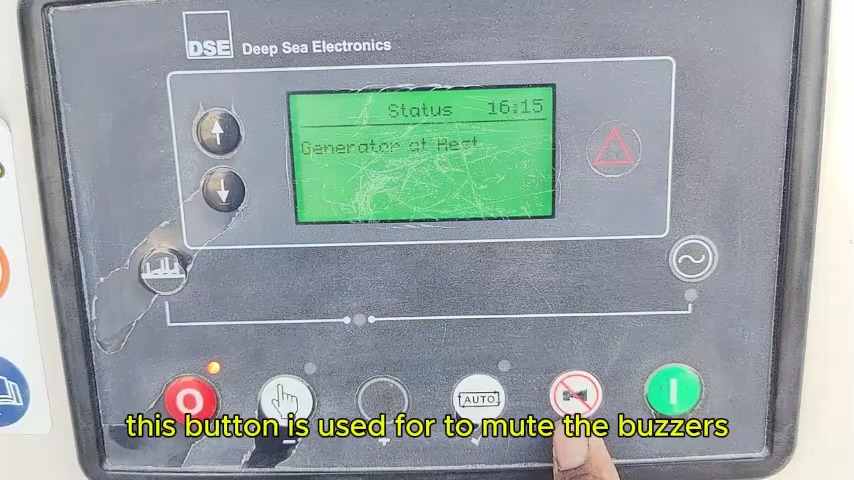 DSE Deep Sea Electronics
Status 16:15
Generator at Rest
AUTO
this button is used for to mute the buzzers